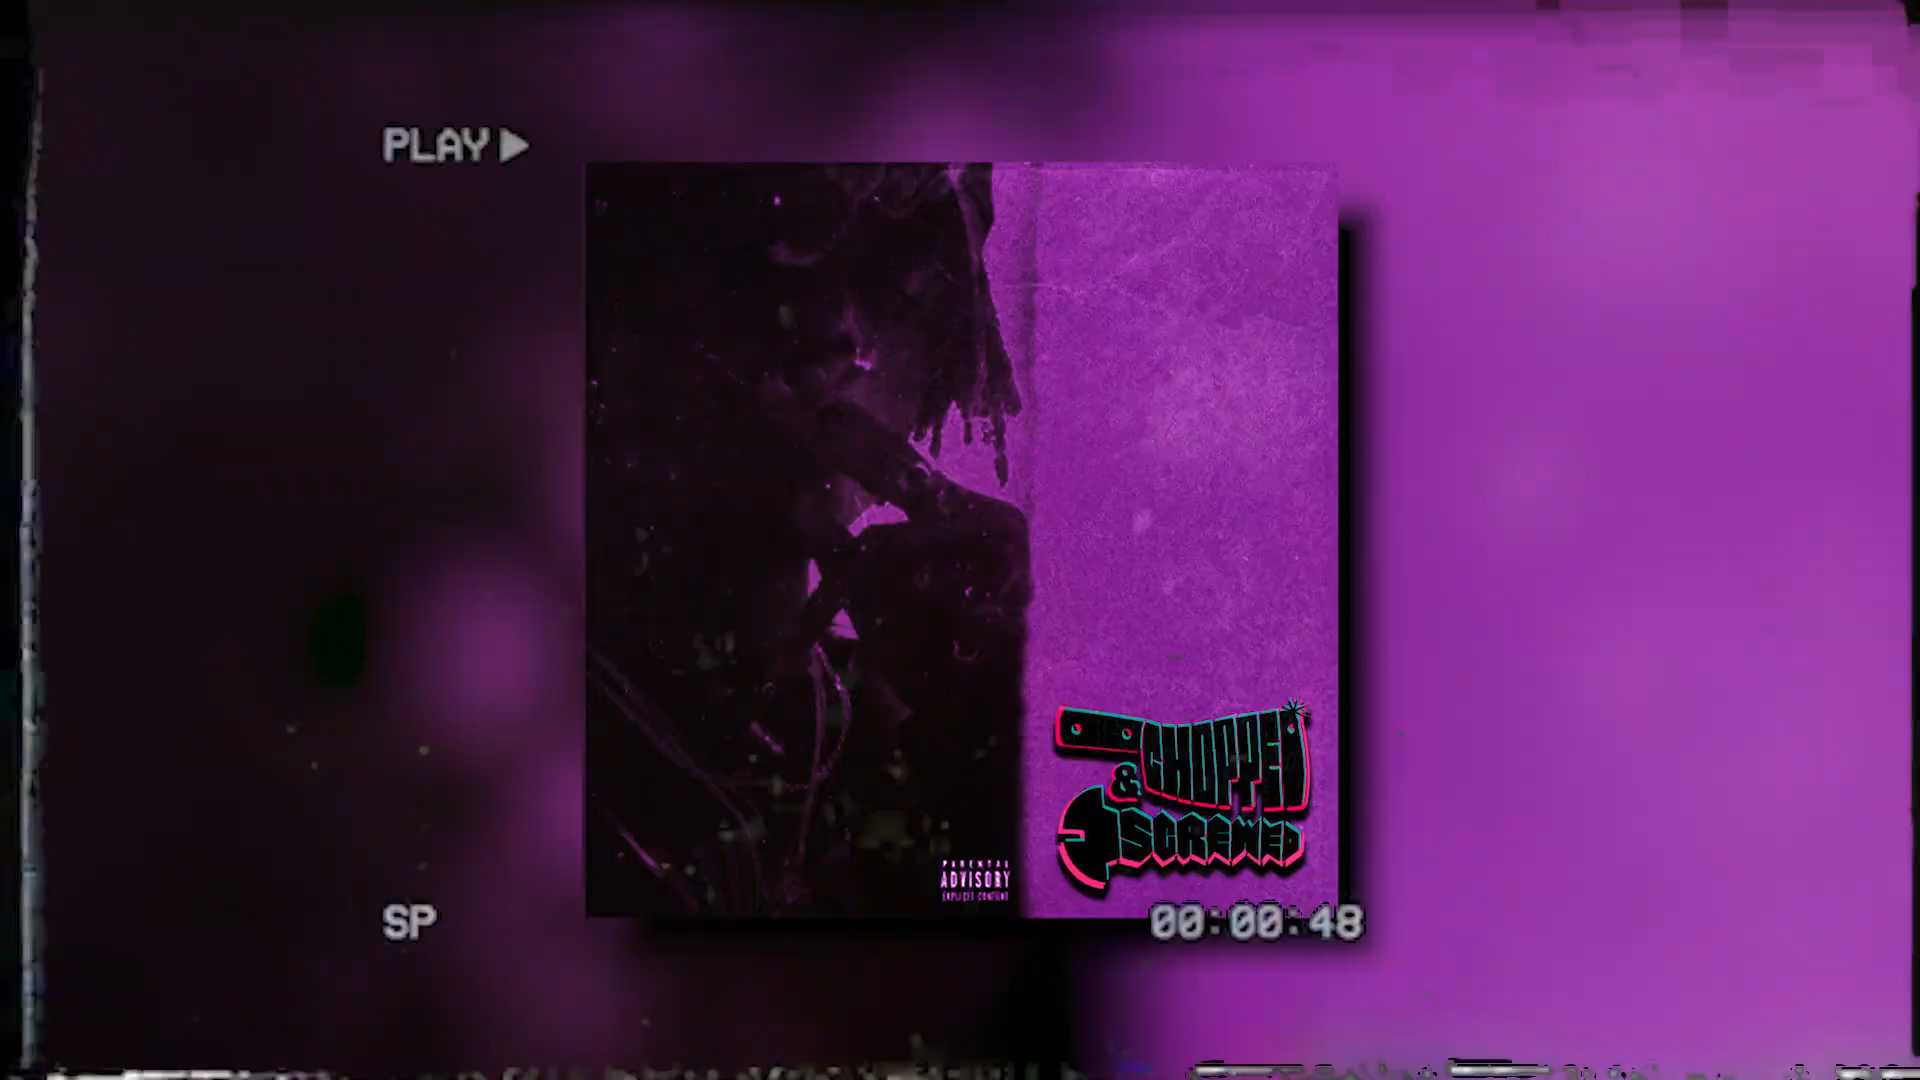 PLAY
CHOPPED
&
SCREWED
PARENTAL
ADVISORY
EXPLICIT CONTENT
SP
00:00:48